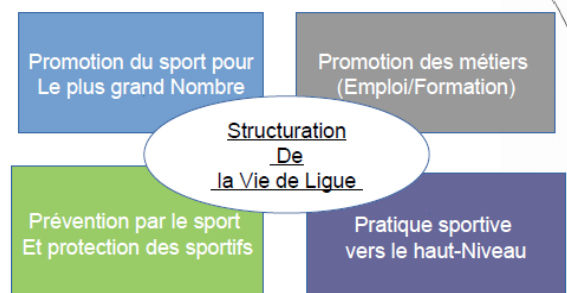 Promotion du sport pour
Le plus grand Nombre
Promotion des métiers
(Emploi/Formation)
Structuration
De
la Vie de Ligue
Prévention par le sport
Et protection des sportifs
Pratique sportive
vers le haut-Niveau